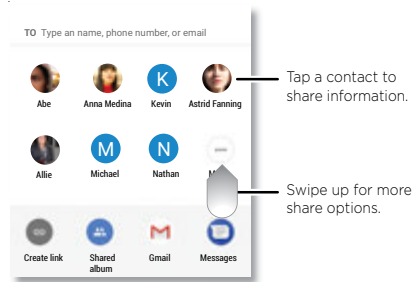 TO Type an name, phone number, or email
K
Abe
Anna Medina
Kevin
Astrid Fanning
Tap a contact to
share information.
M
N
Allie
Michael
Nathan
Swipe up for more
share options.
Create link
Shared
album
Gmail
Messages